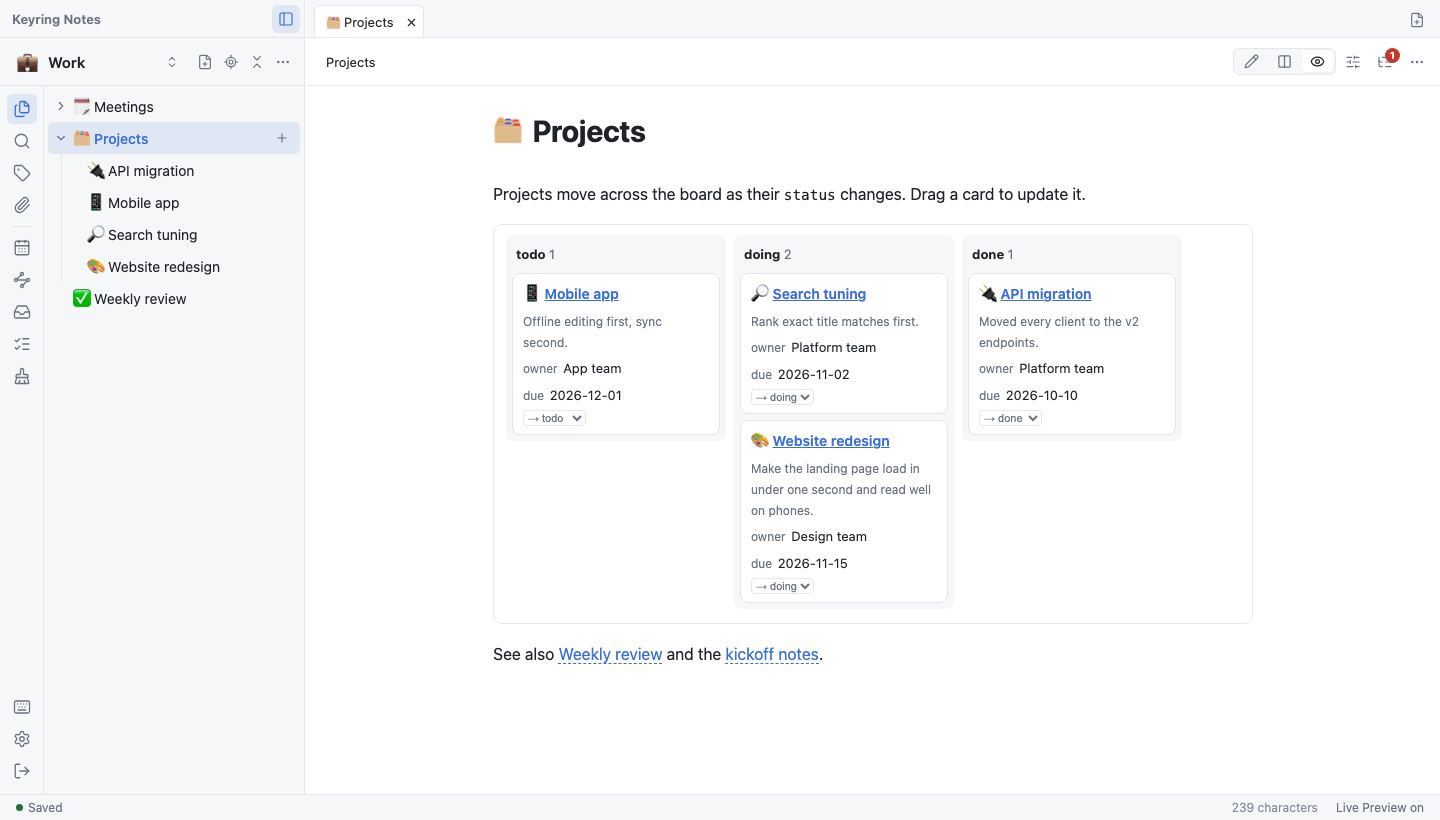 Keyring Notes
Projects
Work
Projects
1
Meetings
Projects
API migration
Mobile app
Search tuning
Website redesign
Weekly review
Projects
Projects move across the board as their status changes. Drag a card to update it.
todo 1
Mobile app
Offline editing first, sync
second.
owner App team
due 2026-12-01
→ todo
doing 2
Search tuning
Rank exact title matches first.
owner Platform team
due 2026-11-02
→ doing
Website redesign
Make the landing page load in
under one second and read well
on phones.
owner Design team
due 2026-11-15
→ doing
done 1
API migration
Moved every client to the v2
endpoints.
owner Platform team
due 2026-10-10
→ done
See also Weekly review and the kickoff notes.
Saved
239 characters
Live Preview on